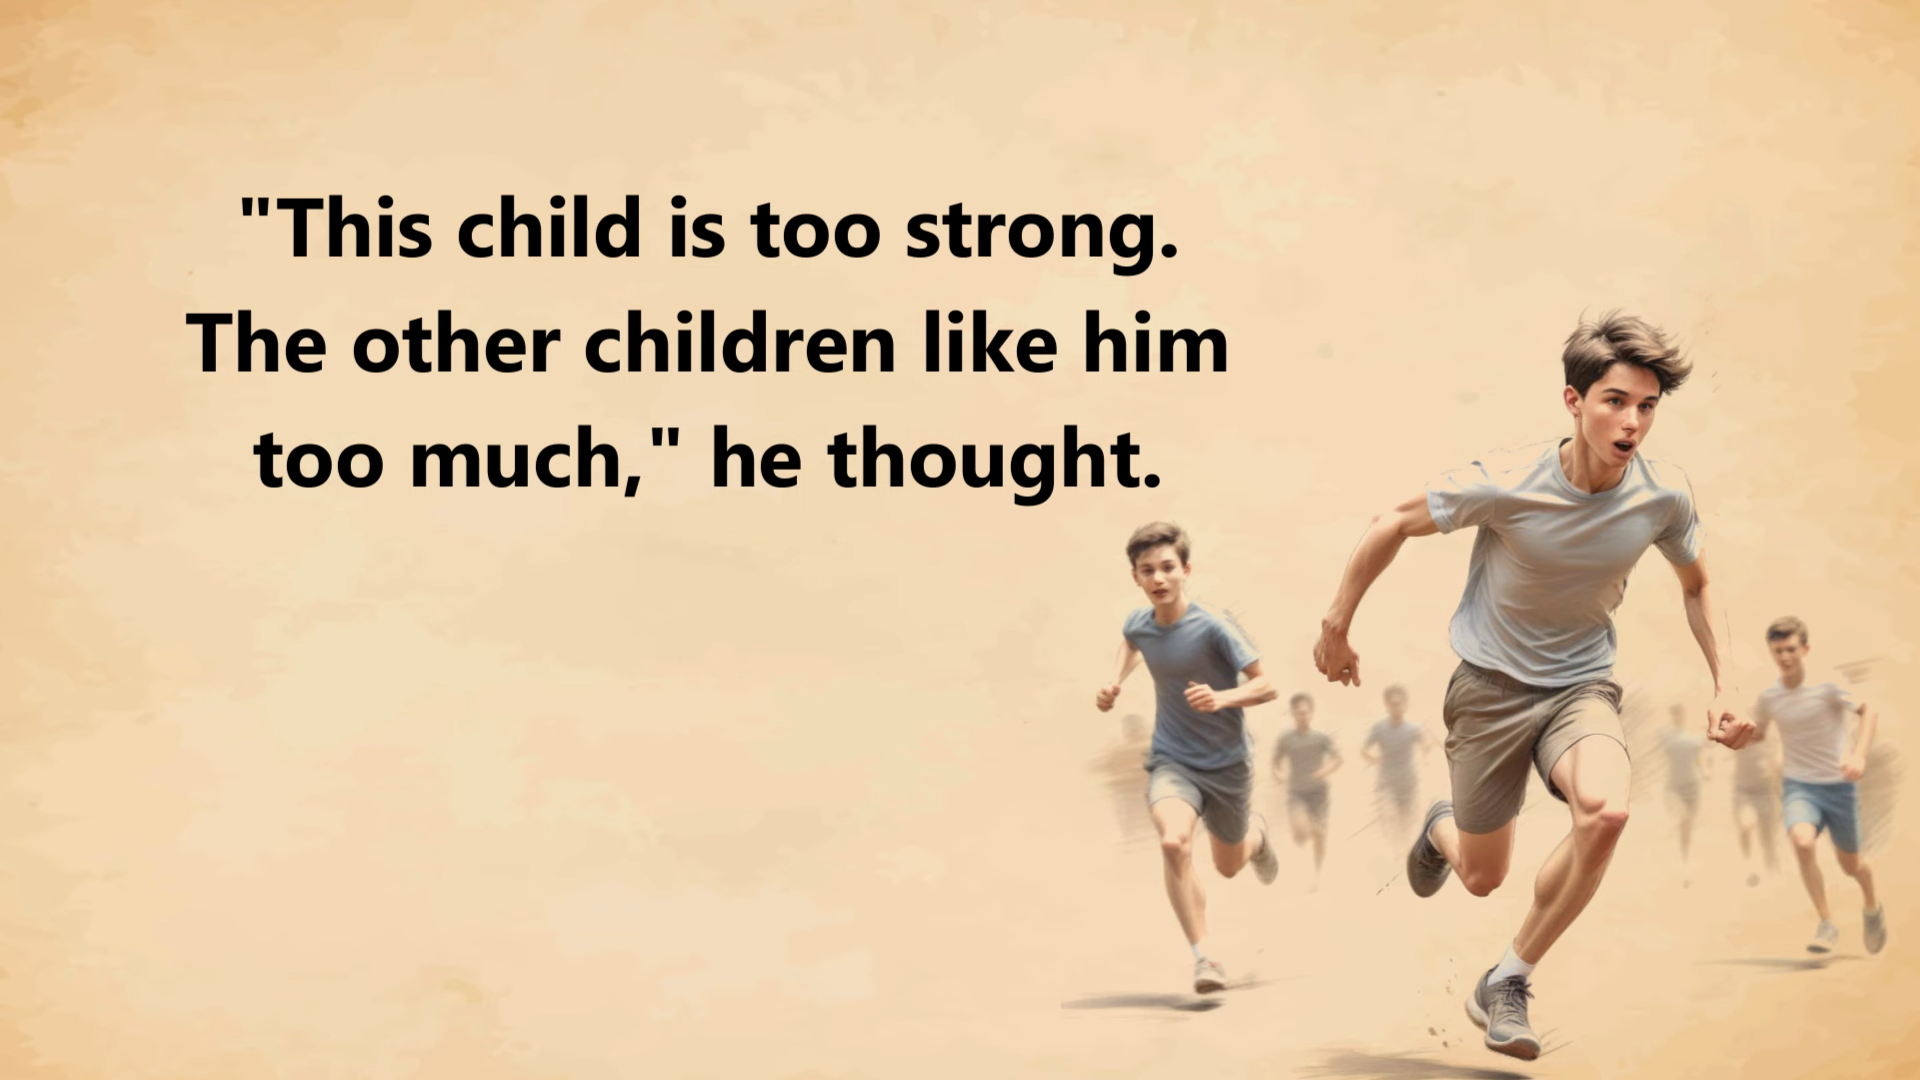 "This child is too strong.
The other children like him
too much," he thought.